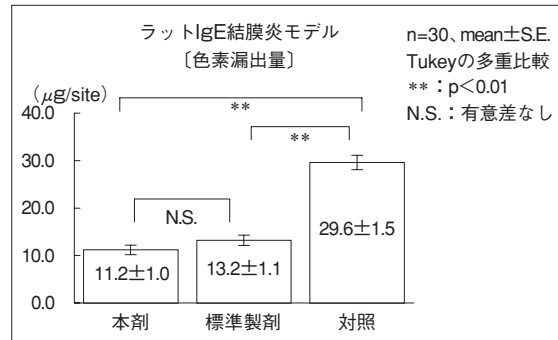 ラットIgE結膜炎モデル
〔色素漏出量〕
n=30、mean±S.E.
Tukeyの多重比較
**：p<0.01
N.S.：有意差なし
(μg/site)
40.0
30.0
20.0
10.0
0.0
**
**
N.S.
11.2±1.0
13.2±1.1
29.6±1.5
本剤
標準製剤
対照